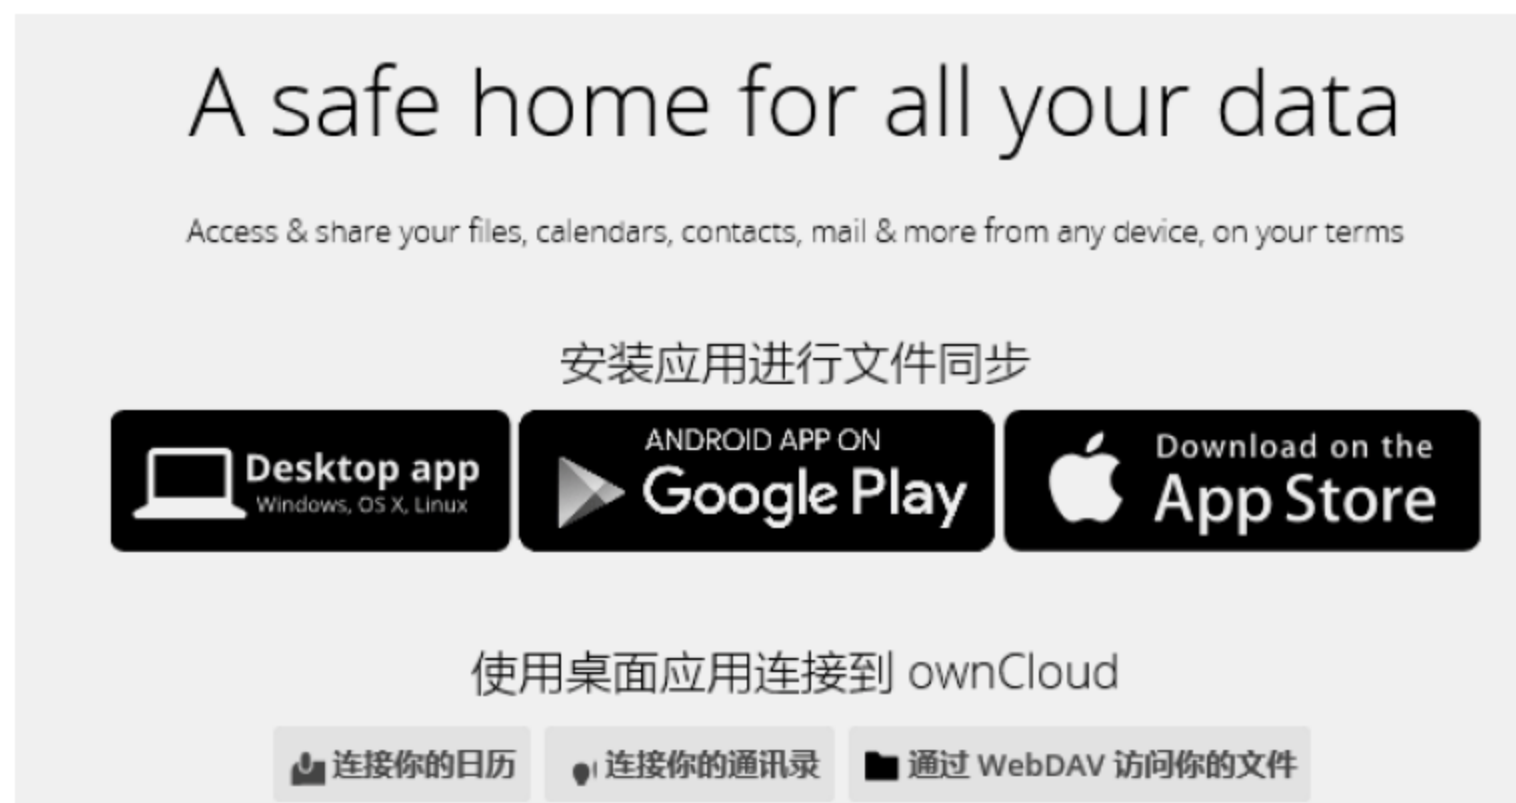 A safe home for all your data
Access & share your files, calendars, contacts, mail & more from any device, on your terms
安装应用进行文件同步
Desktop app
Windows, OS X, Linux
ANDROID APP ON
Google Play
Download on the
App Store
使用桌面应用连接到 ownCloud
连接你的日历 连接你的通讯录 通过 WebDAV 访问你的文件